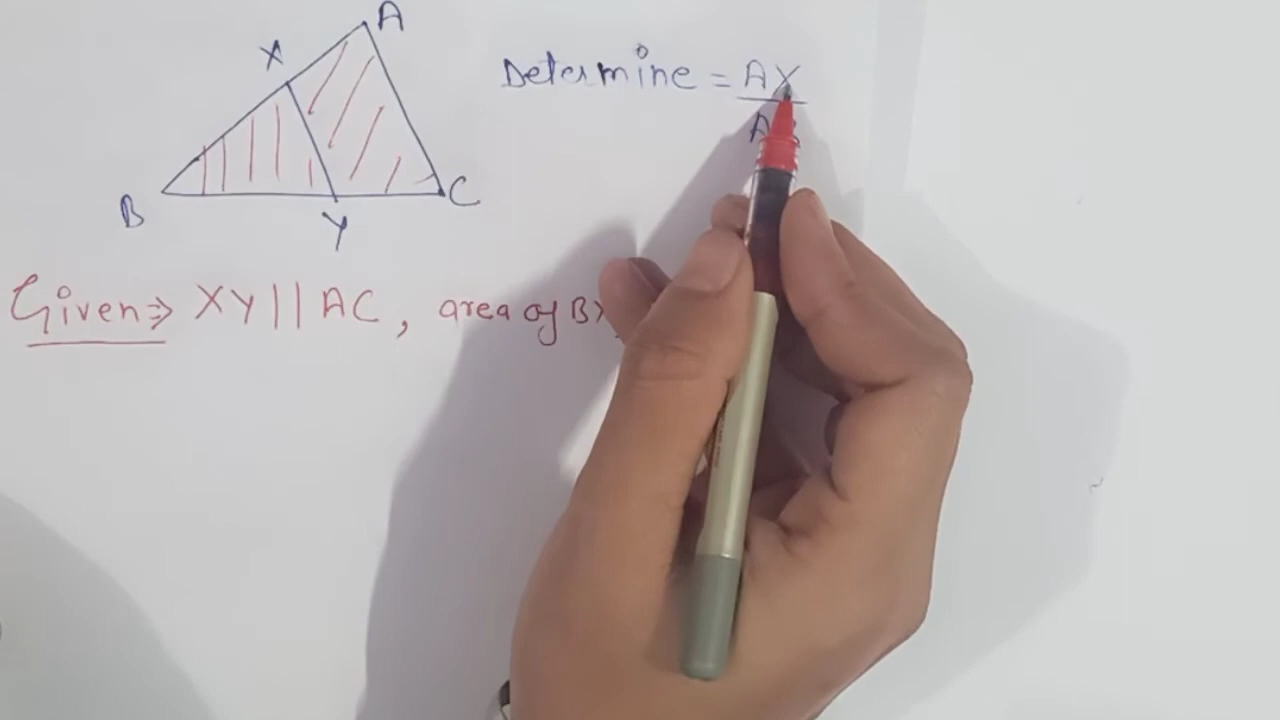 A
X
Determine = AX
B
C
Y
Given => XY || AC, area of